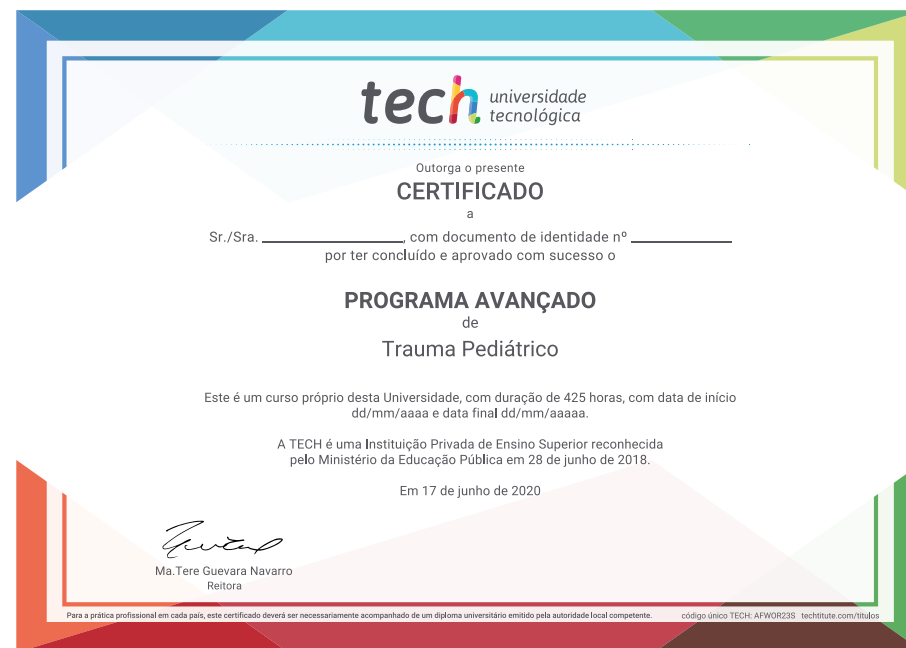 tech universidade
tecnológica
Outorga o presente
CERTIFICADO
a
Sr./Sra. ____________, com documento de identidade nº ____________
por ter concluído e aprovado com sucesso o
PROGRAMA AVANÇADO
de
Trauma Pediátrico
Este é um curso próprio desta Universidade, com duração de 425 horas, com data de início
dd/mm/aaaa e data final dd/mm/aaaaa.
A TECH é uma Instituição Privada de Ensino Superior reconhecida
pelo Ministério da Educação Pública em 28 de junho de 2018.
Em 17 de junho de 2020
Ma.Tere Guevara Navarro
Reitora
Para a prática profissional em cada país, este certificado deverá ser necessariamente acompanhado de um diploma universitário emitido pela autoridade local competente. código único TECH: AFWOR23S techtitute.com/titulos